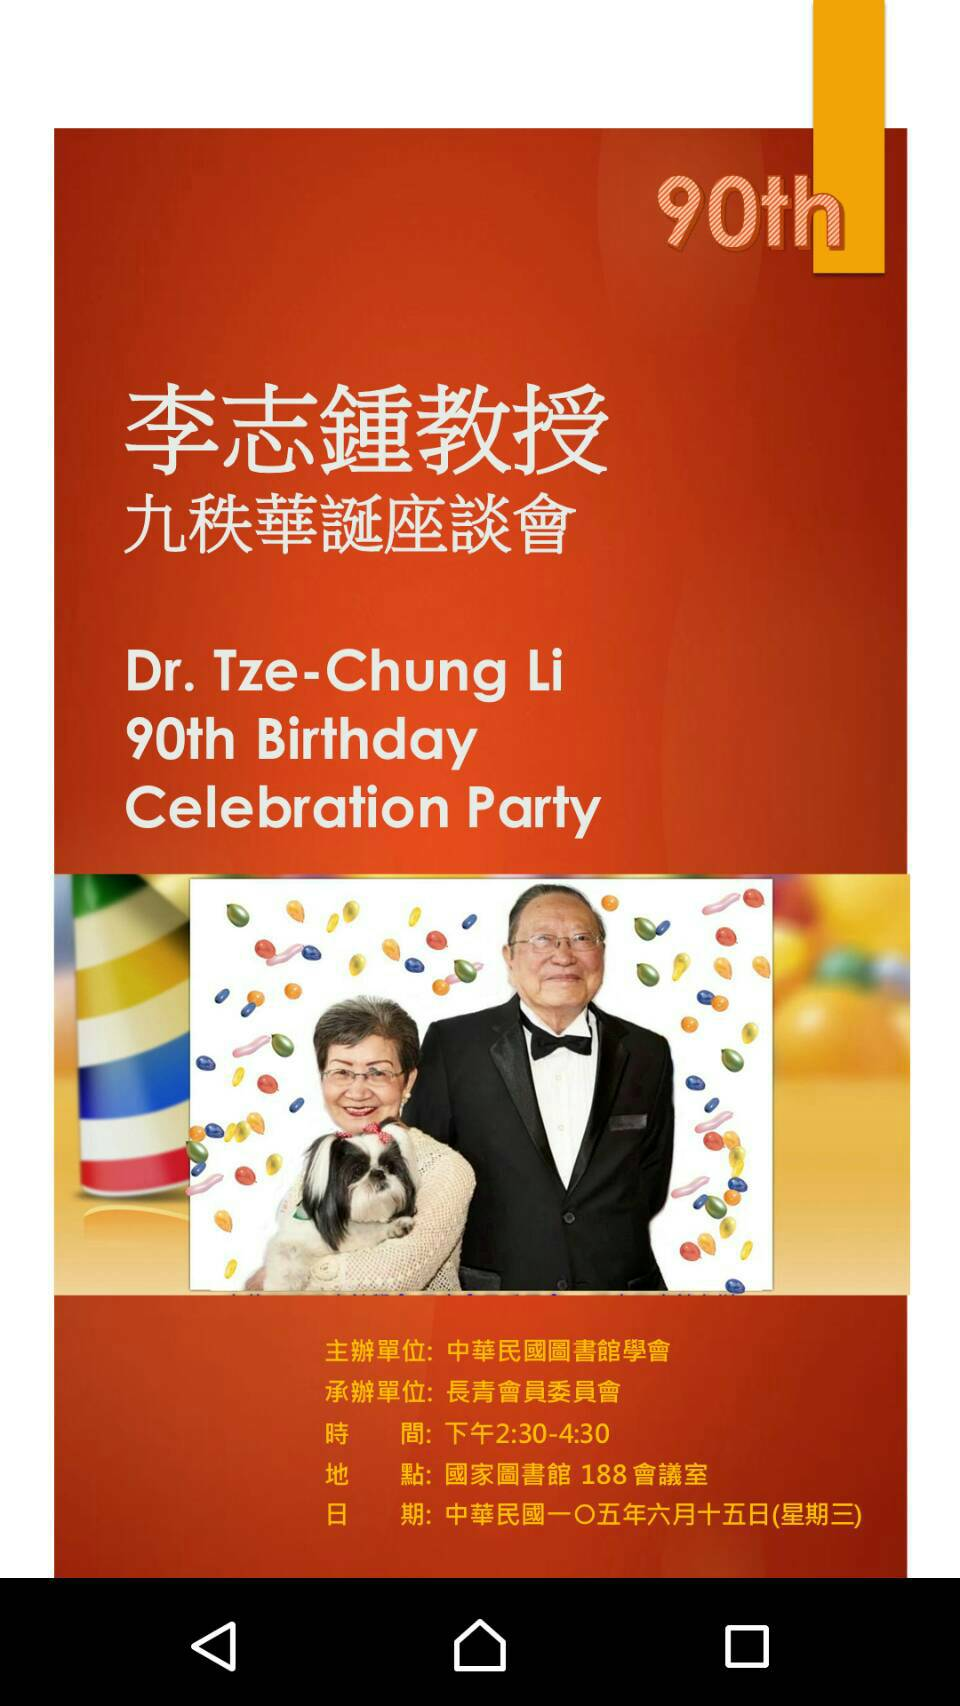 90th
李志鍾教授
九秩華誕座談會
Dr. Tze-Chung Li
90th Birthday
Celebration Party
主辦單位: 中華民國圖書館學會
承辦單位: 長青會員委員會
時 間: 下午2:30-4:30
地 點: 國家圖書館 188 會議室
日 期: 中華民國一〇五年六月十五日(星期三)